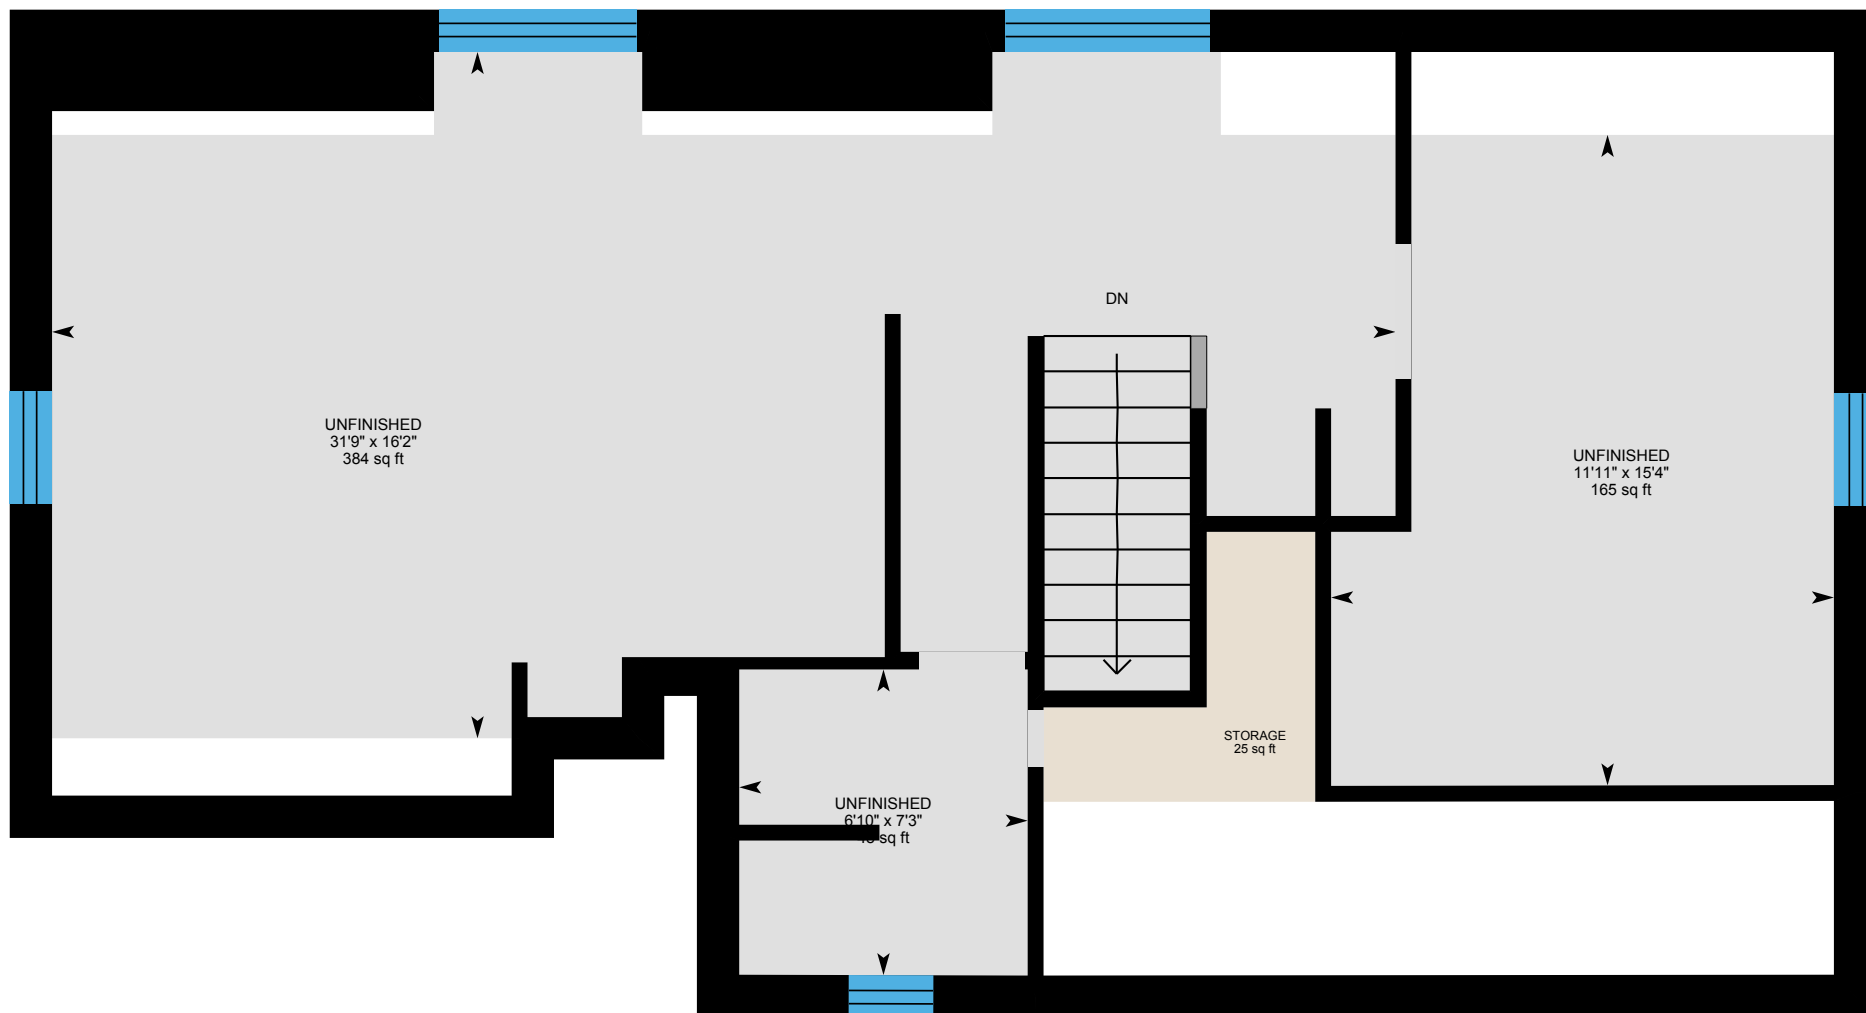 DN
UNFINISHED
31'9" x 16'2"
384 sq ft
UNFINISHED
11'11" x 15'4"
165 sq ft
STORAGE
25 sq ft
UNFINISHED
6'10" x 7'3"
sq ft